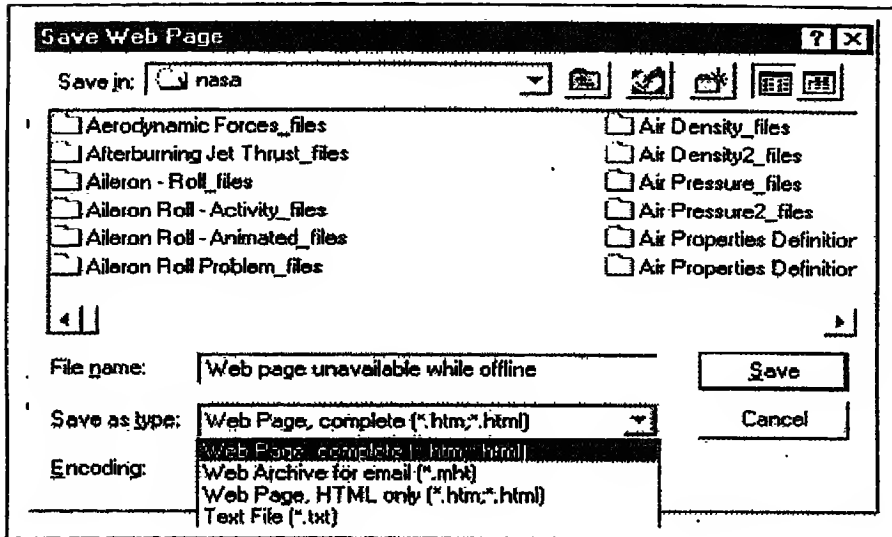 Save Web Page
Save in: nasa
Aerodynamic Forces_files
Afterburning Jet Thrust_files
Aileron - Roll_files
Aileron Roll - Activity_files
Aileron Roll - Animated_files
Aileron Roll Problem_files
Air Density_files
Air Density2_files
Air Pressure_files
Air Pressure2_files
Air Properties Definition
Air Properties Definition
File name: Web page unavailable while offline
Save
Save as type: Web Page, complete (*.htm;*.html)
Cancel
Encoding:
Web Page, complete (*.htm;*.html)
Web Archive for email (*.mht)
Web Page, HTML only (*.htm;*.html)
Text File (*.txt)